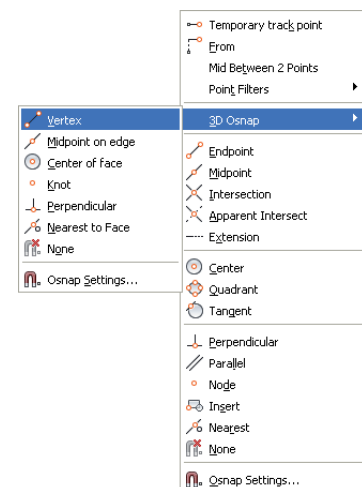 Temporary track point
From
Mid Between 2 Points
Point Filters
3D Osnap
Endpoint
Midpoint
Intersection
Apparent Intersect
Extension
Center
Quadrant
Tangent
Perpendicular
Parallel
Node
Insert
Nearest
None
Osnap Settings...
Vertex
Midpoint on edge
Center of face
Knot
Perpendicular
Nearest to Face
None
Osnap Settings...